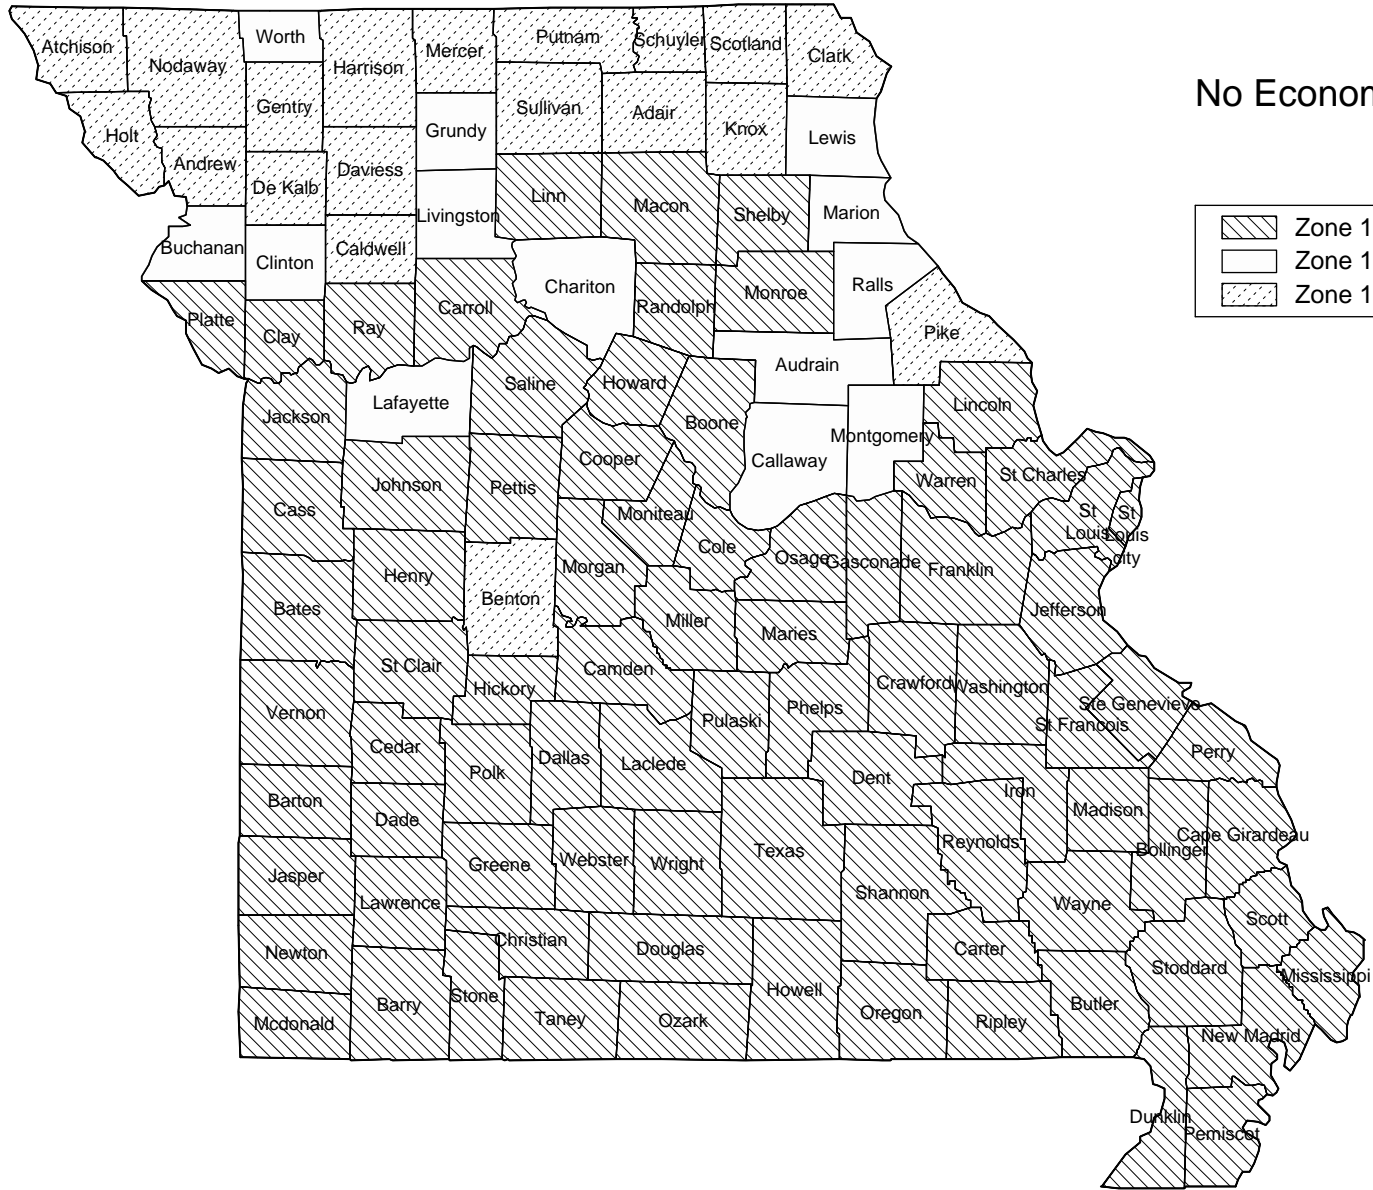 No Econom
Zone 1
Zone 1
Zone 1
Atchison
Nodaway
Worth
Harrison
Mercer
Putnam
Schuyler
Scotland
Clark
Gentry
Sullivan
Adair
Knox
Lewis
Grundy
Holt
Andrew
De Kalb
Daviess
Livingston
Linn
Macon
Shelby
Marion
Buchanan
Clinton
Caldwell
Chariton
Carroll
Randolph
Monroe
Ralls
Platte
Clay
Ray
Pike
Audrain
Saline
Howard
Lafayette
Jackson
Boone
Lincoln
Montgomery
Callaway
Cooper
Johnson
Pettis
Warren
St Charles
Cass
Moniteau
St
Louis
St
Louis
city
Cole
Osage
Gasconade
Franklin
Henry
Morgan
Benton
Bates
Miller
Maries
Jefferson
St Clair
Camden
Hickory
Crawford
Washington
Vernon
Pulaski
Phelps
Ste Genevieve
St Francois
Cedar
Polk
Dallas
Laclede
Dent
Perry
Iron
Barton
Dade
Madison
Reynolds
Cape Girardeau
Bollinger
Texas
Jasper
Greene
Webster
Wright
Shannon
Lawrence
Wayne
Scott
Newton
Christian
Douglas
Carter
Stoddard
Mississippi
Mcdonald
Barry
Stone
Taney
Ozark
Howell
Oregon
Ripley
Butler
New Madrid
Dunklin
Pemiscot